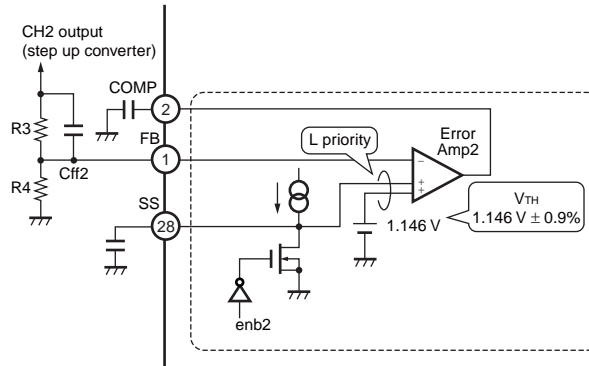 CH2 output
(step up converter)
COMP
2
R3
FB
1
L priority
Error
Amp2
−
+
+
R4
Cff2
SS
28
1.146 V
VTH
1.146 V ± 0.9%
enb2